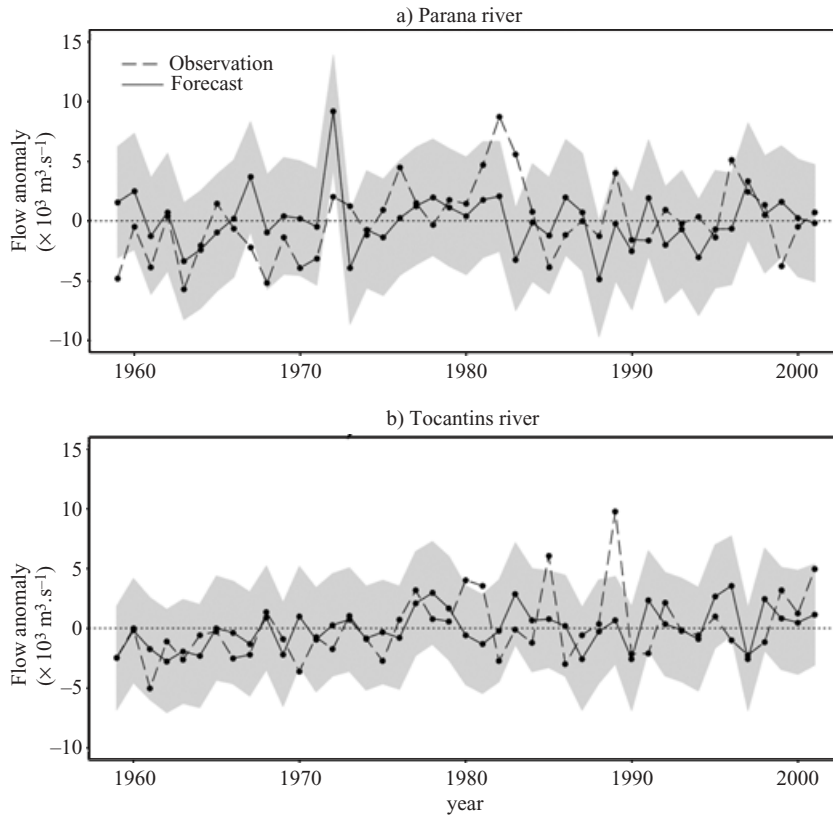 a) Parana river
15
10
5
0
−5
−10
Flow anomaly
(× 10³ m³.s⁻¹)
Observation
Forecast
1960 1970 1980 1990 2000
b) Tocantins river
15
10
5
0
−5
−10
Flow anomaly
(× 10³ m³.s⁻¹)
1960 1970 1980 1990 2000
year